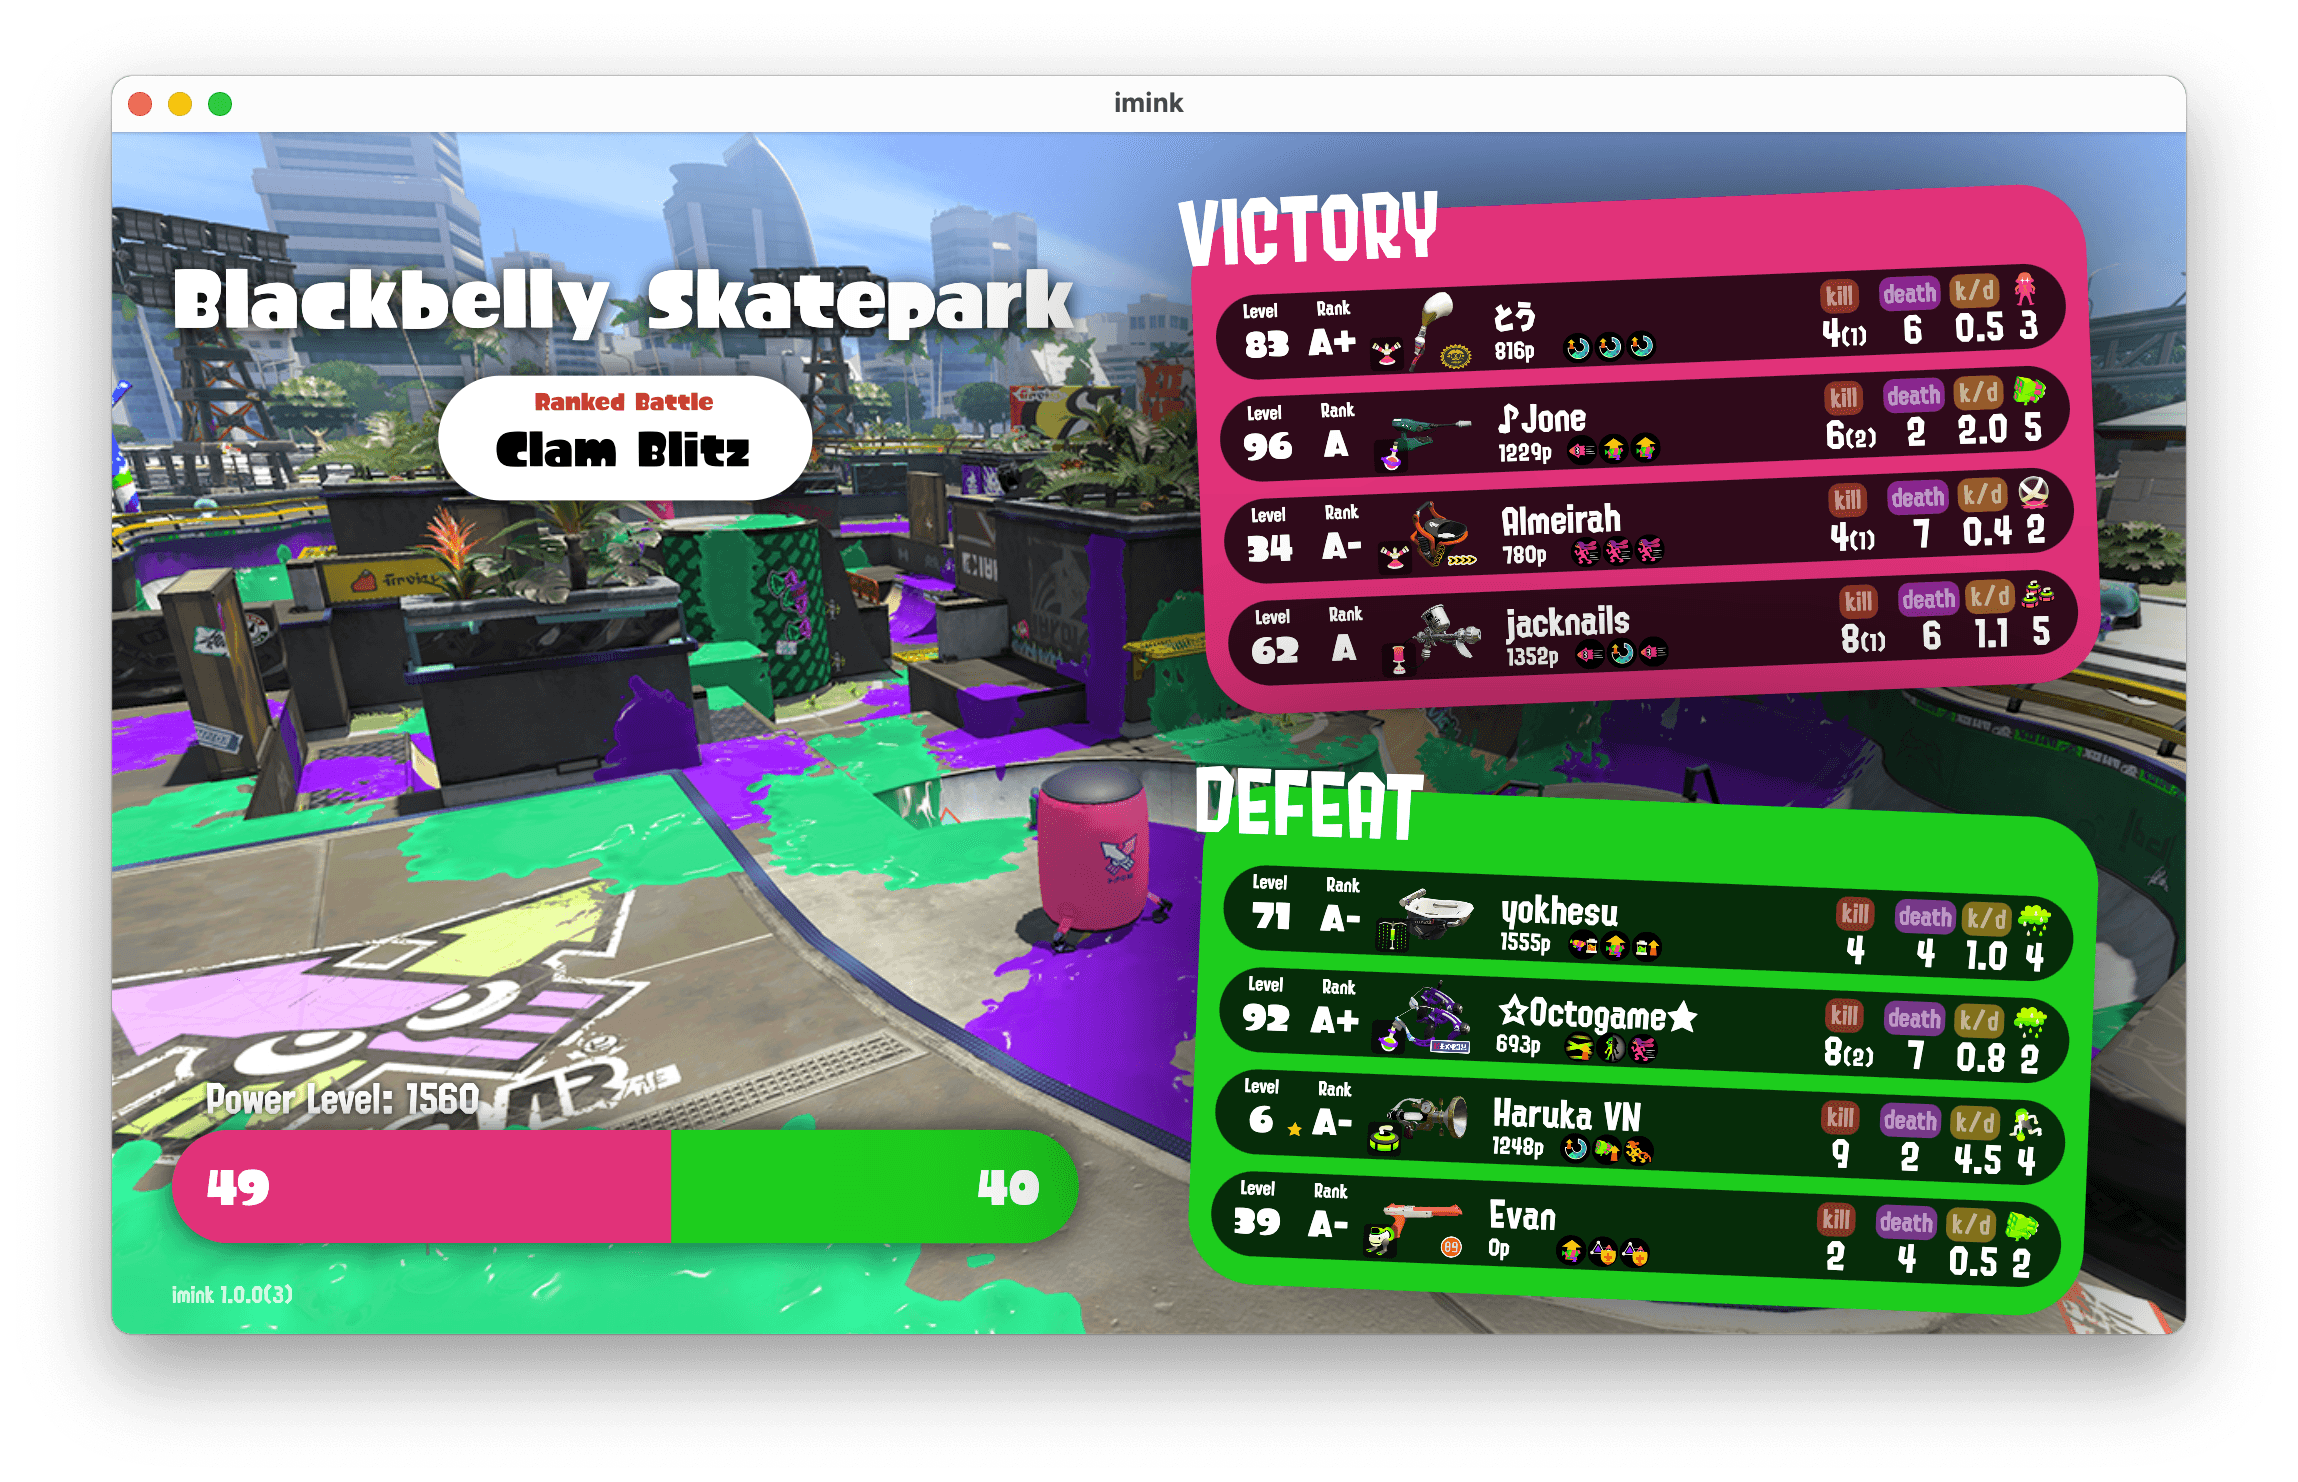 imink
Blackbelly Skatepark
Ranked Battle
Clam Blitz
Power Level: 1560
49 40
imink 1.0.0(3)
VICTORY
Level Rank kill death k/d
83 A+ とう 4(1) 6 0.5 3
816p
Level Rank kill death k/d
96 A ♪Jone 6(2) 2 2.0 5
1229p
Level Rank kill death k/d
34 A- Almeirah 4(1) 7 0.4 2
780p
Level Rank kill death k/d
62 A jacknails 8(1) 6 1.1 5
1352p
DEFEAT
Level Rank kill death k/d
71 A- yokhesu 4 4 1.0 4
1555p
Level Rank kill death k/d
92 A+ ☆Octogame★ 8(2) 7 0.8 2
693p
Level Rank kill death k/d
6 ★ A- Haruka VN 9 2 4.5 4
1248p
Level Rank kill death k/d
39 A- Evan 2 4 0.5 2
0p